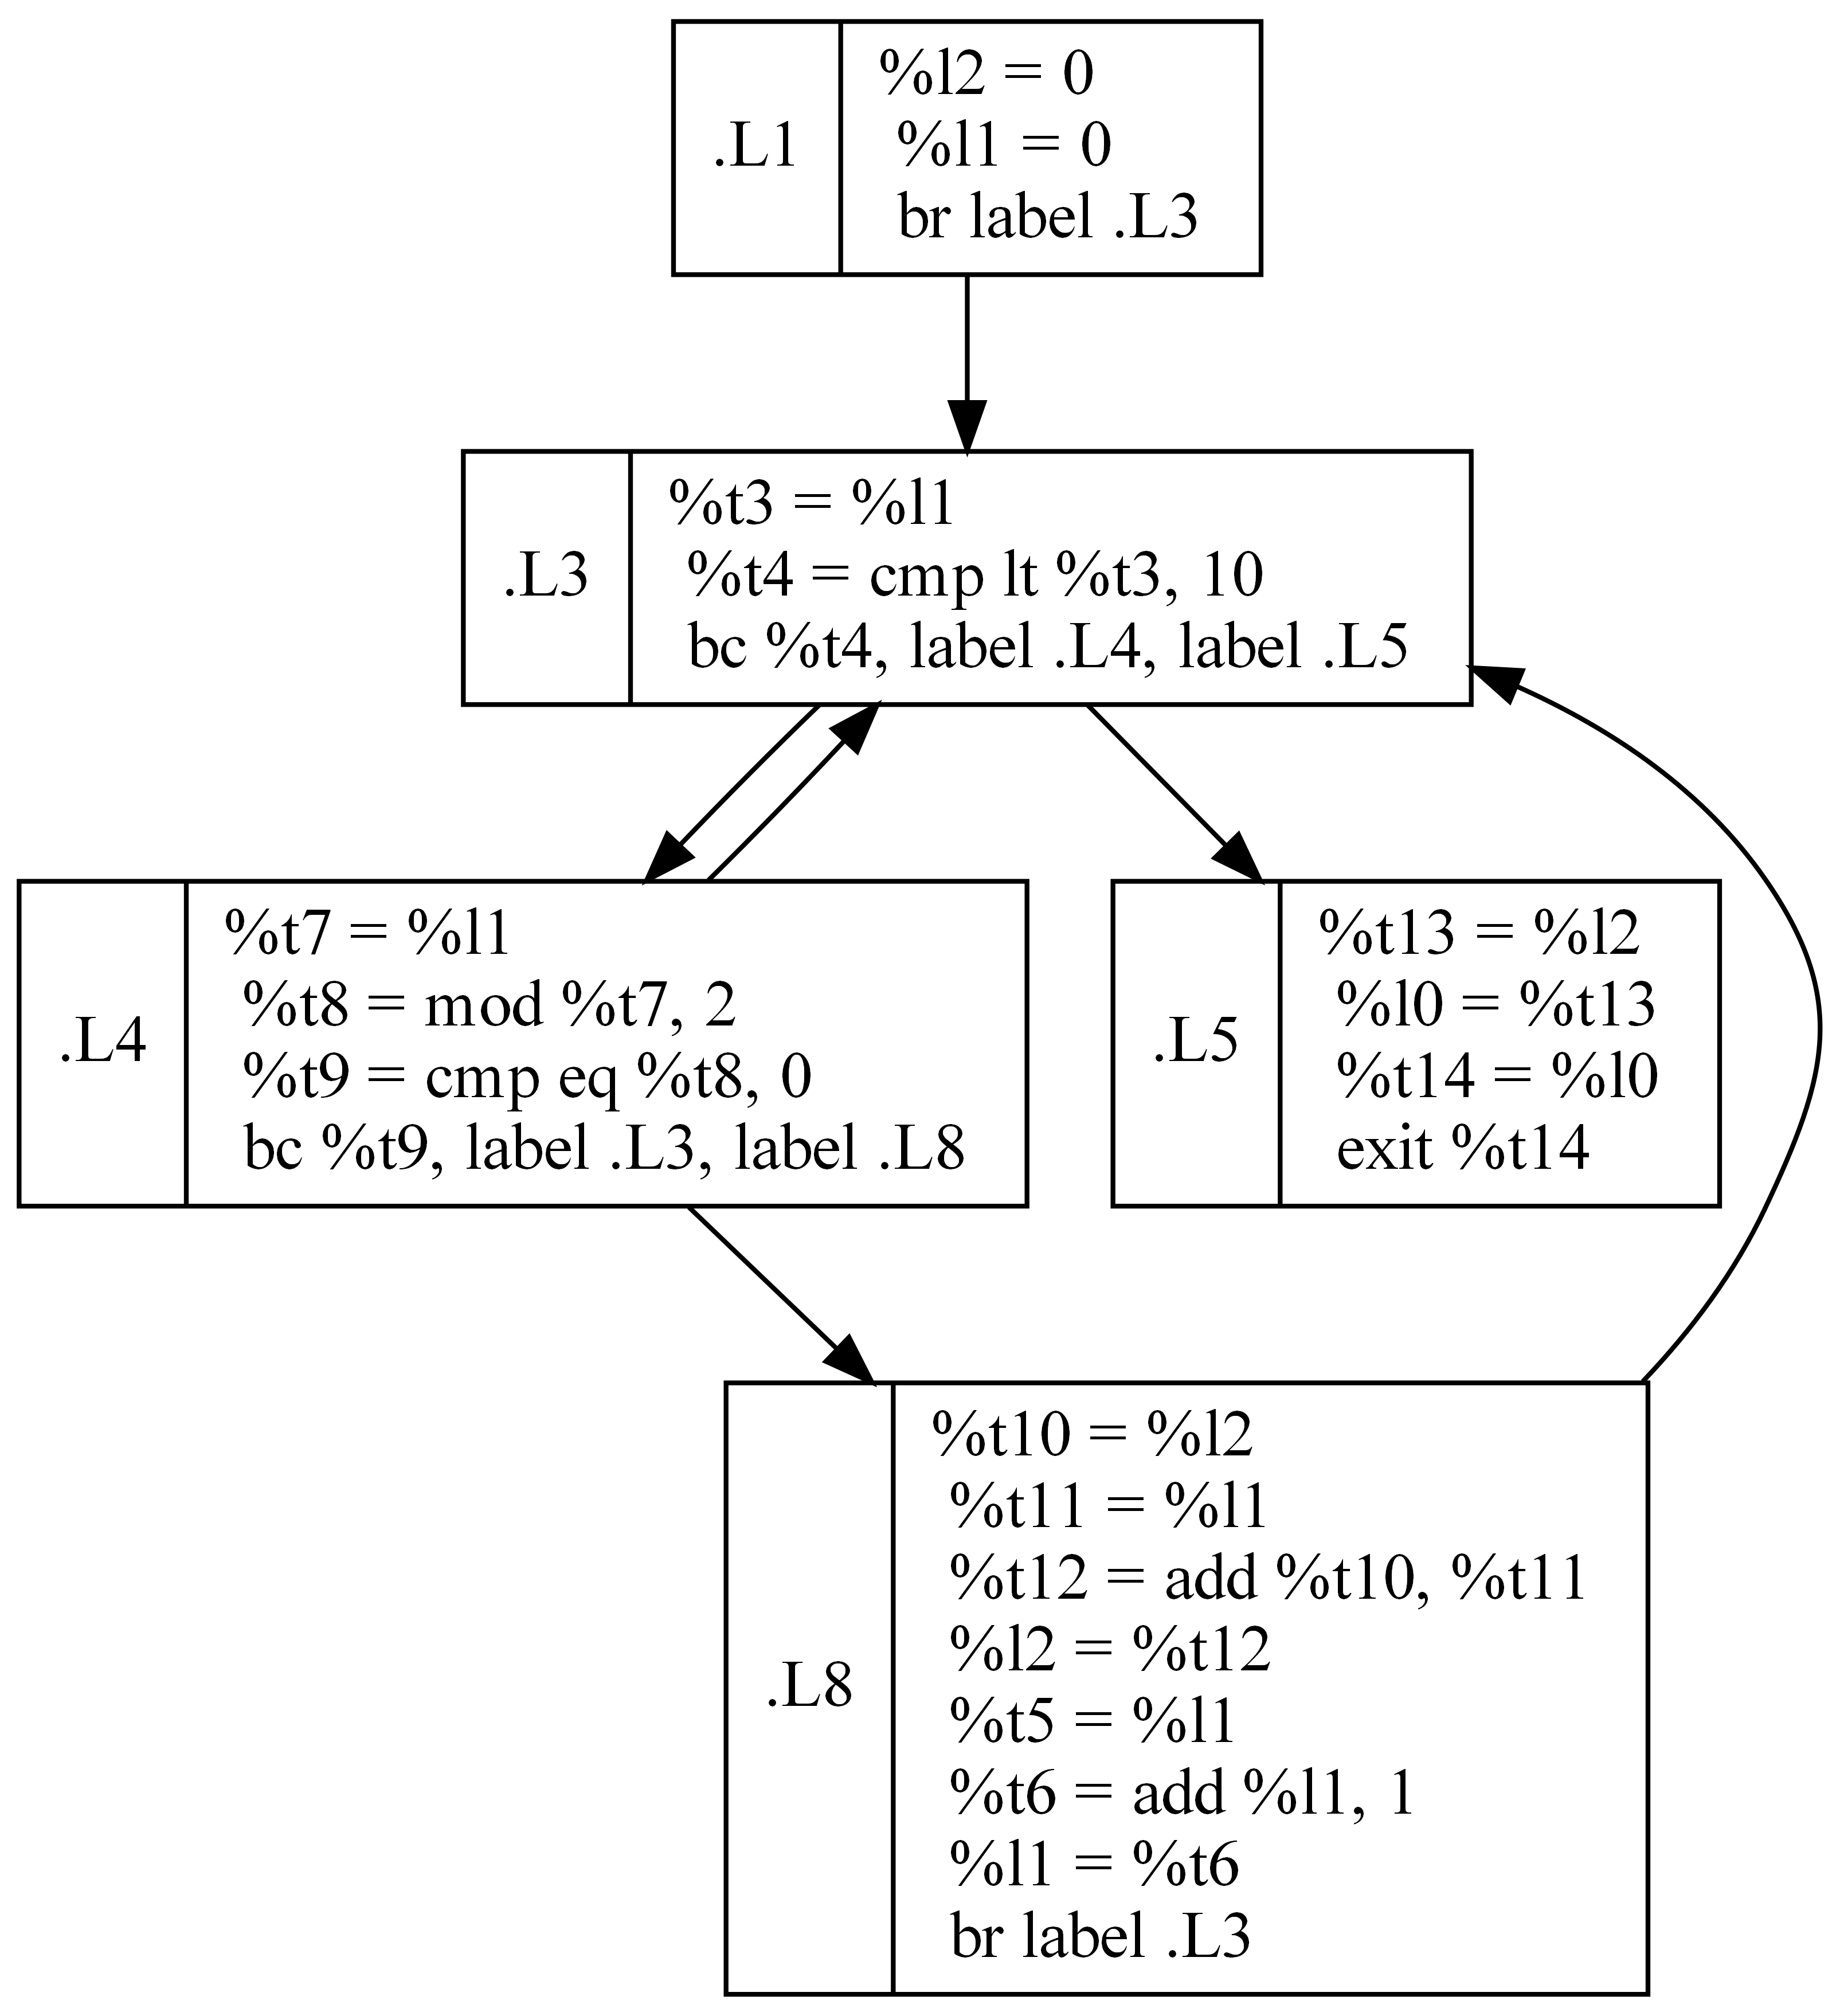 .L1
%l2 = 0
%l1 = 0
br label .L3
.L3
%t3 = %l1
%t4 = cmp lt %t3, 10
bc %t4, label .L4, label .L5
.L4
%t7 = %l1
%t8 = mod %t7, 2
%t9 = cmp eq %t8, 0
bc %t9, label .L3, label .L8
.L5
%t13 = %l2
%l0 = %t13
%t14 = %l0
exit %t14
.L8
%t10 = %l2
%t11 = %l1
%t12 = add %t10, %t11
%l2 = %t12
%t5 = %l1
%t6 = add %l1, 1
%l1 = %t6
br label .L3